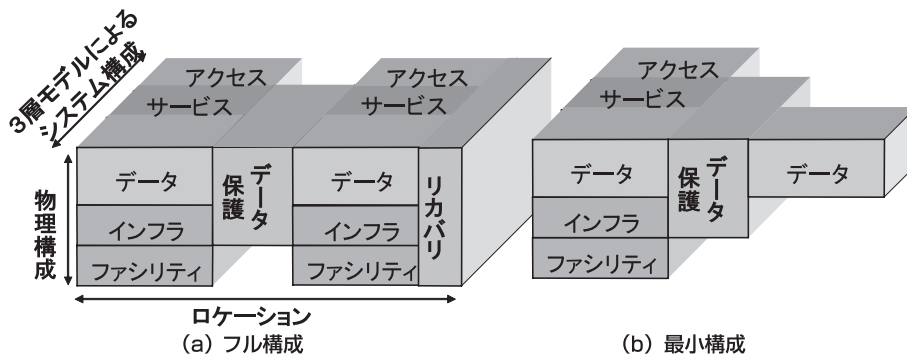 3層モデルによる
システム構成
アクセス
サービス
アクセス
サービス
データ
インフラ
ファシリティ
データ
保護
データ
インフラ
ファシリティ
リカバリ
物理構成
ロケーション
(a) フル構成
アクセス
サービス
データ
インフラ
ファシリティ
データ
保護
データ
(b) 最小構成